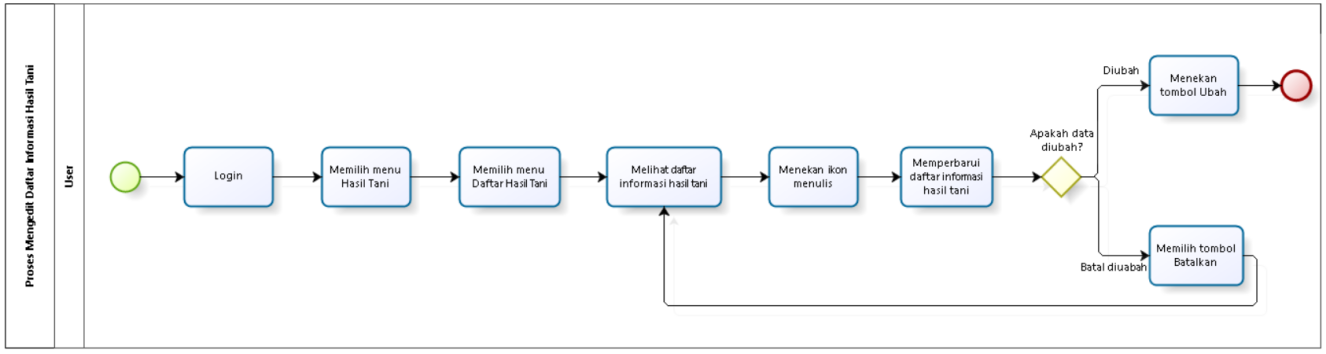 Proses Mengedit Daftar Informasi Hasil Tani
User
Login
Memilih menu
Hasil Tani
Memilih menu
Daftar Hasil Tani
Melihat daftar
informasi hasil tani
Menekan ikon
menulis
Memperbarui
daftar informasi
hasil tani
Apakah data
diubah?
Diubah
Menekan
tombol Ubah
Batal diuabah
Memilih tombol
Batalkan